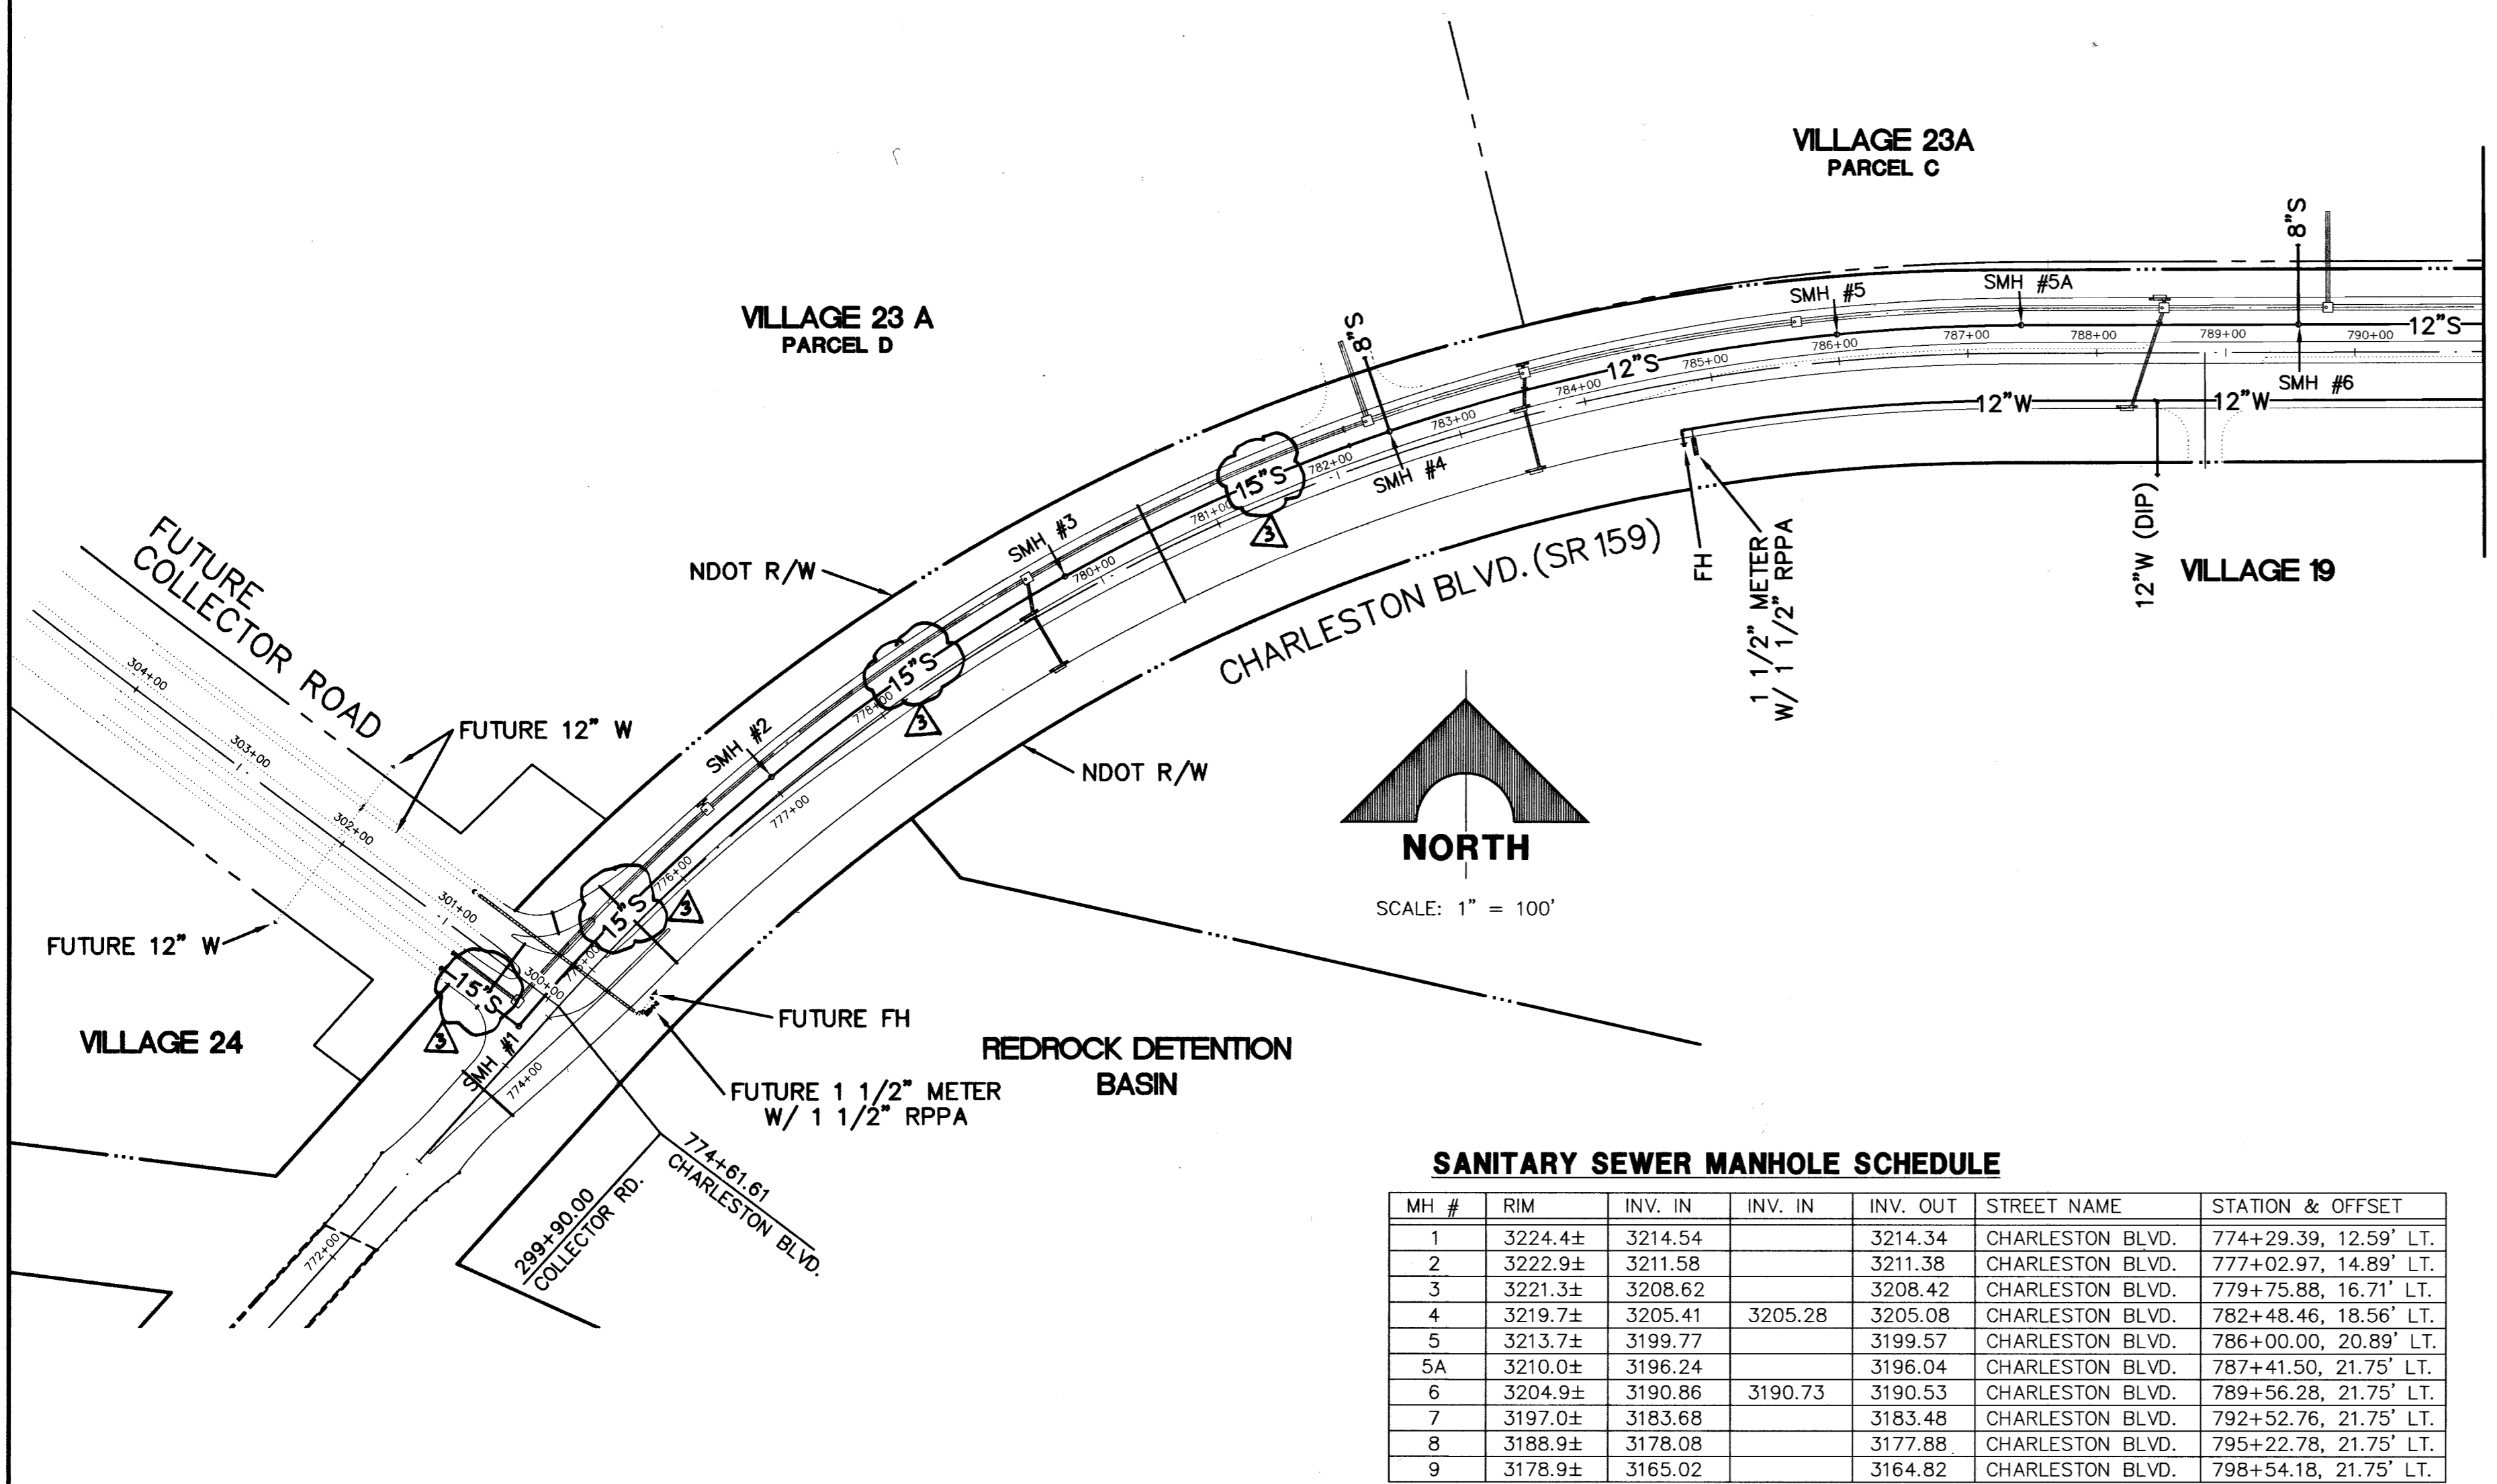 VILLAGE 23A
PARCEL C
8"S
SMH #5A
SMH #5
VILLAGE 23 A
PARCEL D
8"S
12"S
12"S
790+00
789+00
788+00
787+00
786+00
785+00
784+00
783+00
782+00
781+00
780+00
778+00
777+00
776+00
774+00
772+00
SMH #6
12"W
12"W
SMH #4
15"S
3
SMH #3
12"W (DIP)
VILLAGE 19
FH
1 1/2" METER
W/ 1 1/2" RPPA
CHARLESTON BLVD. (SR 159)
NDOT R/W
FUTURE
COLLECTOR ROAD
15"S
3
SMH #2
304+00
303+00
302+00
301+00
300+00
FUTURE 12" W
NDOT R/W
NORTH
SCALE: 1" = 100'
15"S
3
FUTURE 12" W
15"S
3
SMH #1
VILLAGE 24
FUTURE FH
REDROCK DETENTION
BASIN
FUTURE 1 1/2" METER
W/ 1 1/2" RPPA
774+61.61
CHARLESTON BLVD.
299+90.00
COLLECTOR RD.
SANITARY SEWER MANHOLE SCHEDULE
MH # RIM INV. IN INV. IN INV. OUT STREET NAME STATION & OFFSET
1 3224.4± 3214.54 3214.34 CHARLESTON BLVD. 774+29.39, 12.59' LT.
2 3222.9± 3211.58 3211.38 CHARLESTON BLVD. 777+02.97, 14.89' LT.
3 3221.3± 3208.62 3208.42 CHARLESTON BLVD. 779+75.88, 16.71' LT.
4 3219.7± 3205.41 3205.28 3205.08 CHARLESTON BLVD. 782+48.46, 18.56' LT.
5 3213.7± 3199.77 3199.57 CHARLESTON BLVD. 786+00.00, 20.89' LT.
5A 3210.0± 3196.24 3196.04 CHARLESTON BLVD. 787+41.50, 21.75' LT.
6 3204.9± 3190.86 3190.73 3190.53 CHARLESTON BLVD. 789+56.28, 21.75' LT.
7 3197.0± 3183.68 3183.48 CHARLESTON BLVD. 792+52.76, 21.75' LT.
8 3188.9± 3178.08 3177.88 CHARLESTON BLVD. 795+22.78, 21.75' LT.
9 3178.9± 3165.02 3164.82 CHARLESTON BLVD. 798+54.18, 21.75' LT.